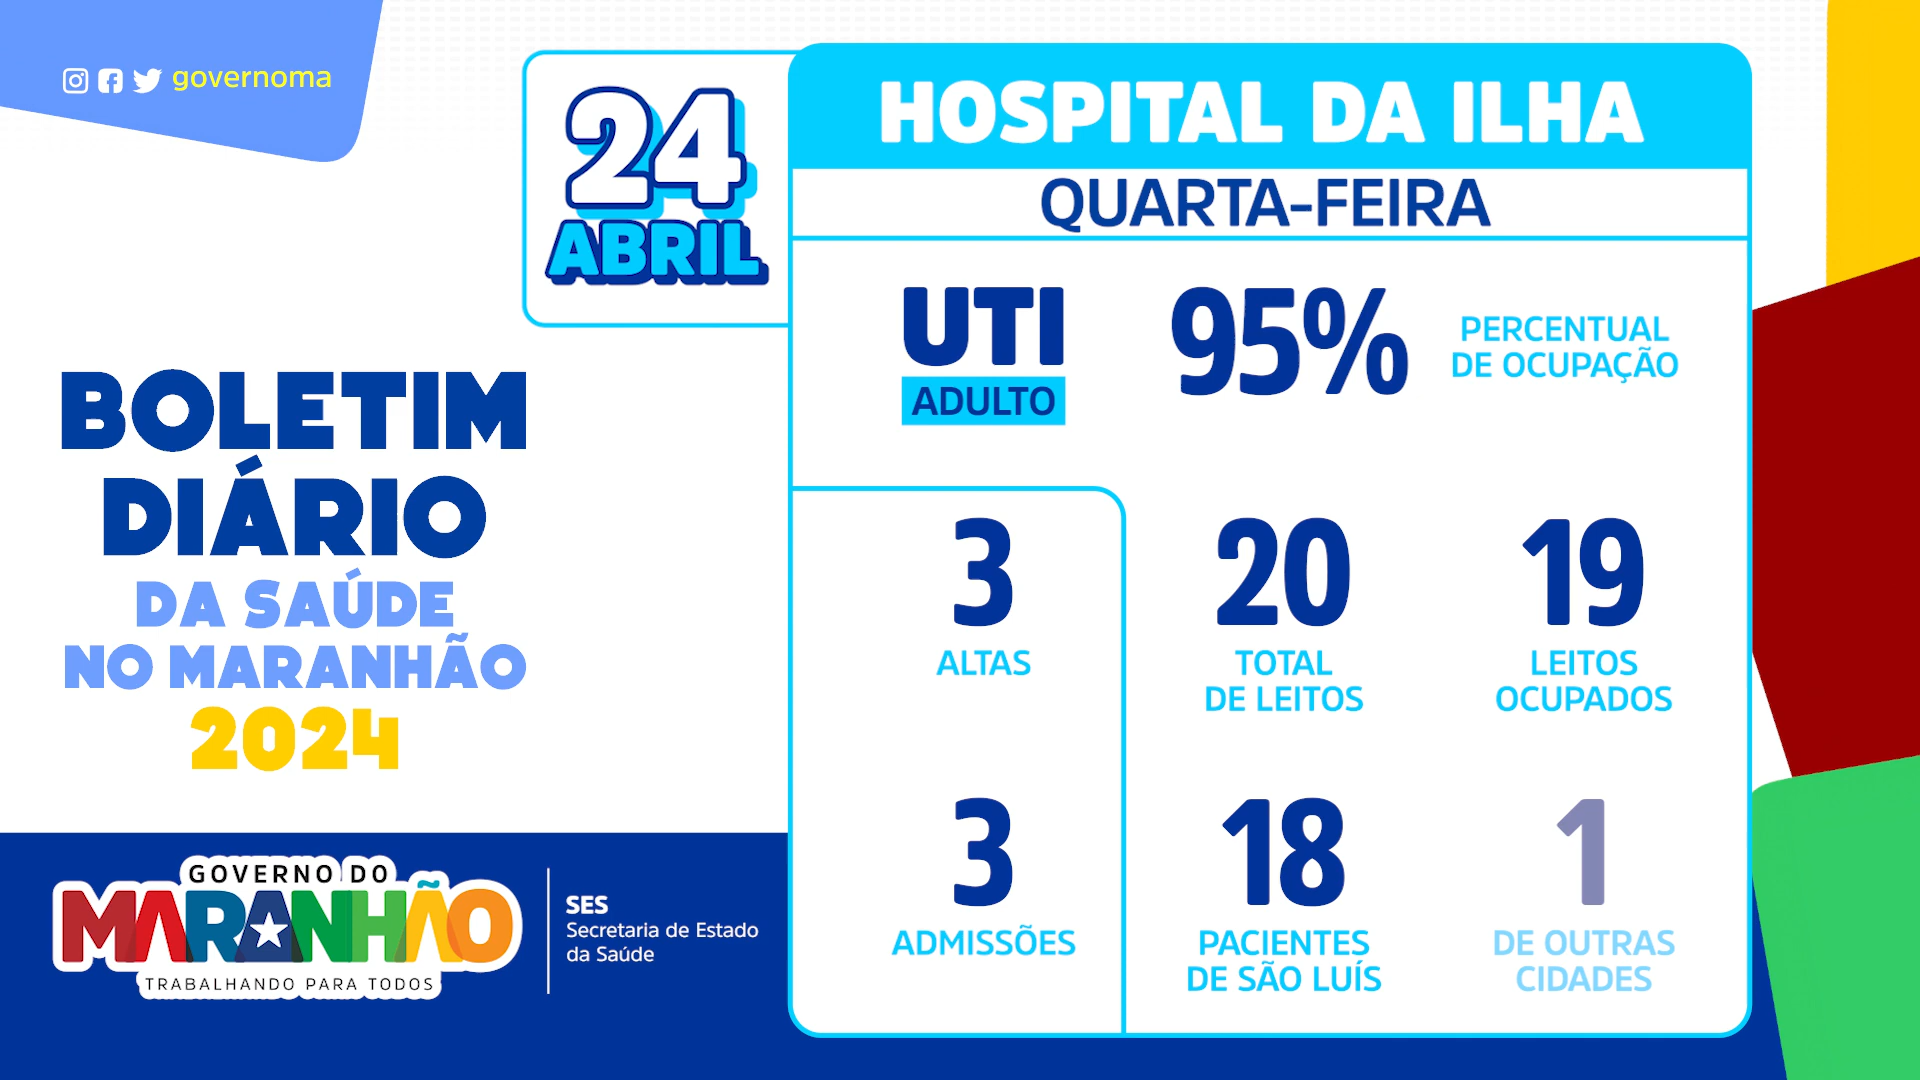 governoma
24
ABRIL
HOSPITAL DA ILHA
QUARTA-FEIRA
UTI
ADULTO
95%
PERCENTUAL
DE OCUPAÇÃO
BOLETIM
DIÁRIO
DA SAÚDE
NO MARANHÃO
2024
3
ALTAS
20
TOTAL
DE LEITOS
19
LEITOS
OCUPADOS
3
ADMISSÕES
18
PACIENTES
DE SÃO LUÍS
1
DE OUTRAS
CIDADES
GOVERNO DO
MARANHÃO
TRABALHANDO PARA TODOS
SES
Secretaria de Estado
da Saúde